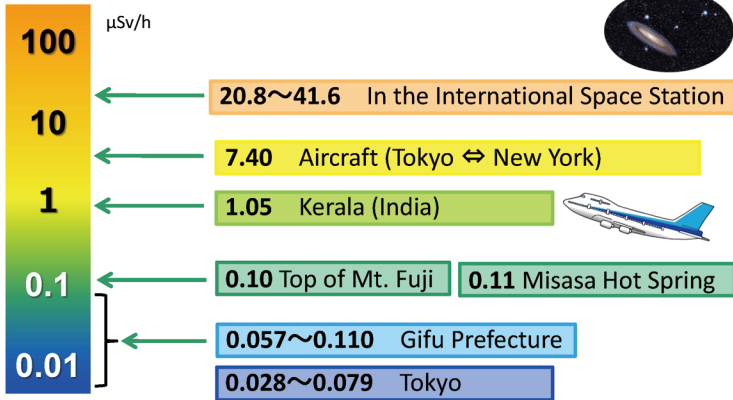 μSv/h
100
20.8～41.6 In the International Space Station
10
7.40 Aircraft (Tokyo ⇔ New York)
1
1.05 Kerala (India)
0.1
0.10 Top of Mt. Fuji
0.11 Misasa Hot Spring
0.057～0.110 Gifu Prefecture
0.01
0.028～0.079 Tokyo